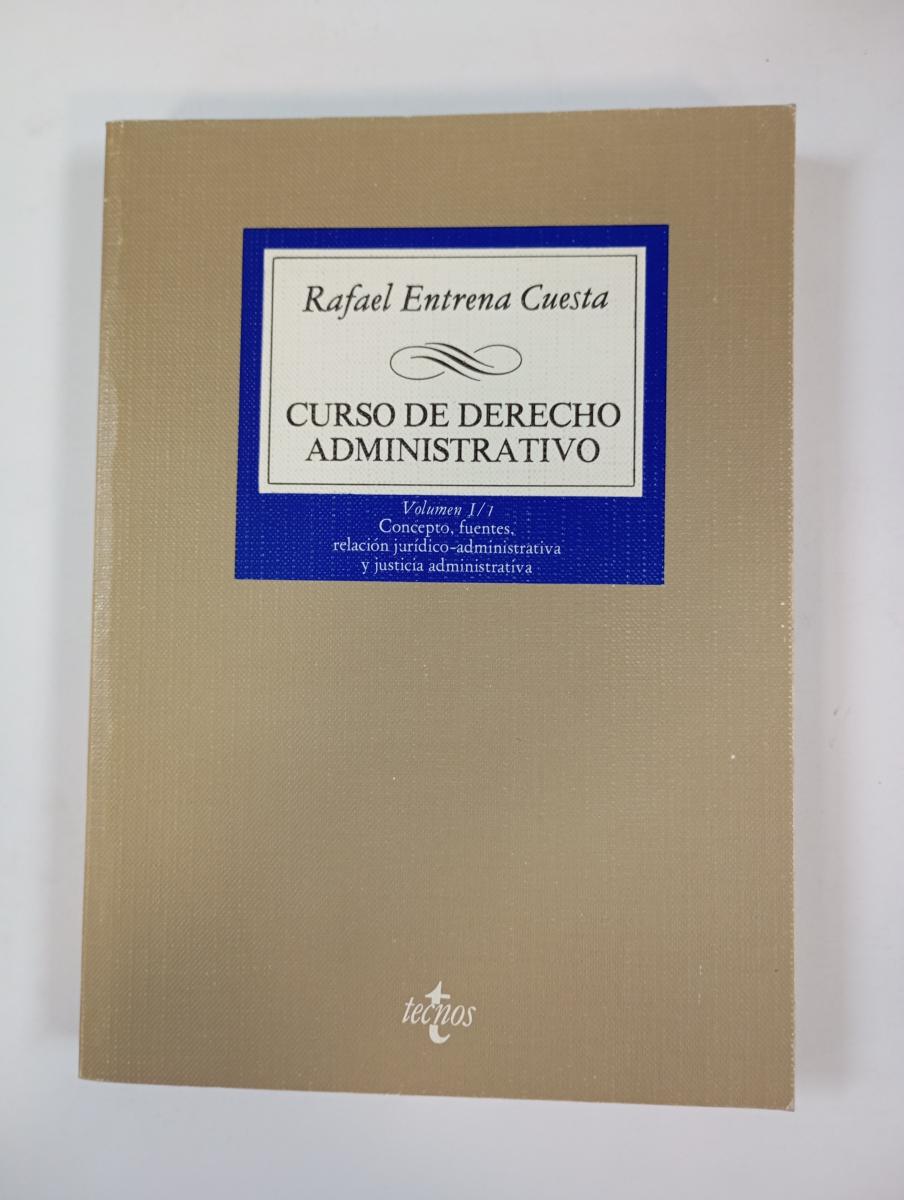 Rafael Entrena Cuesta
CURSO DE DERECHO
ADMINISTRATIVO
Volumen I/1
Concepto, fuentes,
relación jurídico-administrativa
y justicia administrativa
tecnos